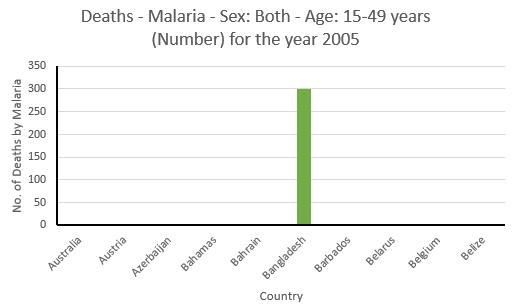 Deaths - Malaria - Sex: Both - Age: 15-49 years
(Number) for the year 2005
No. of Deaths by Malaria
350
300
250
200
150
100
50
0
Australia
Austria
Azerbaijan
Bahamas
Bahrain
Bangladesh
Barbados
Belarus
Belgium
Belize
Country